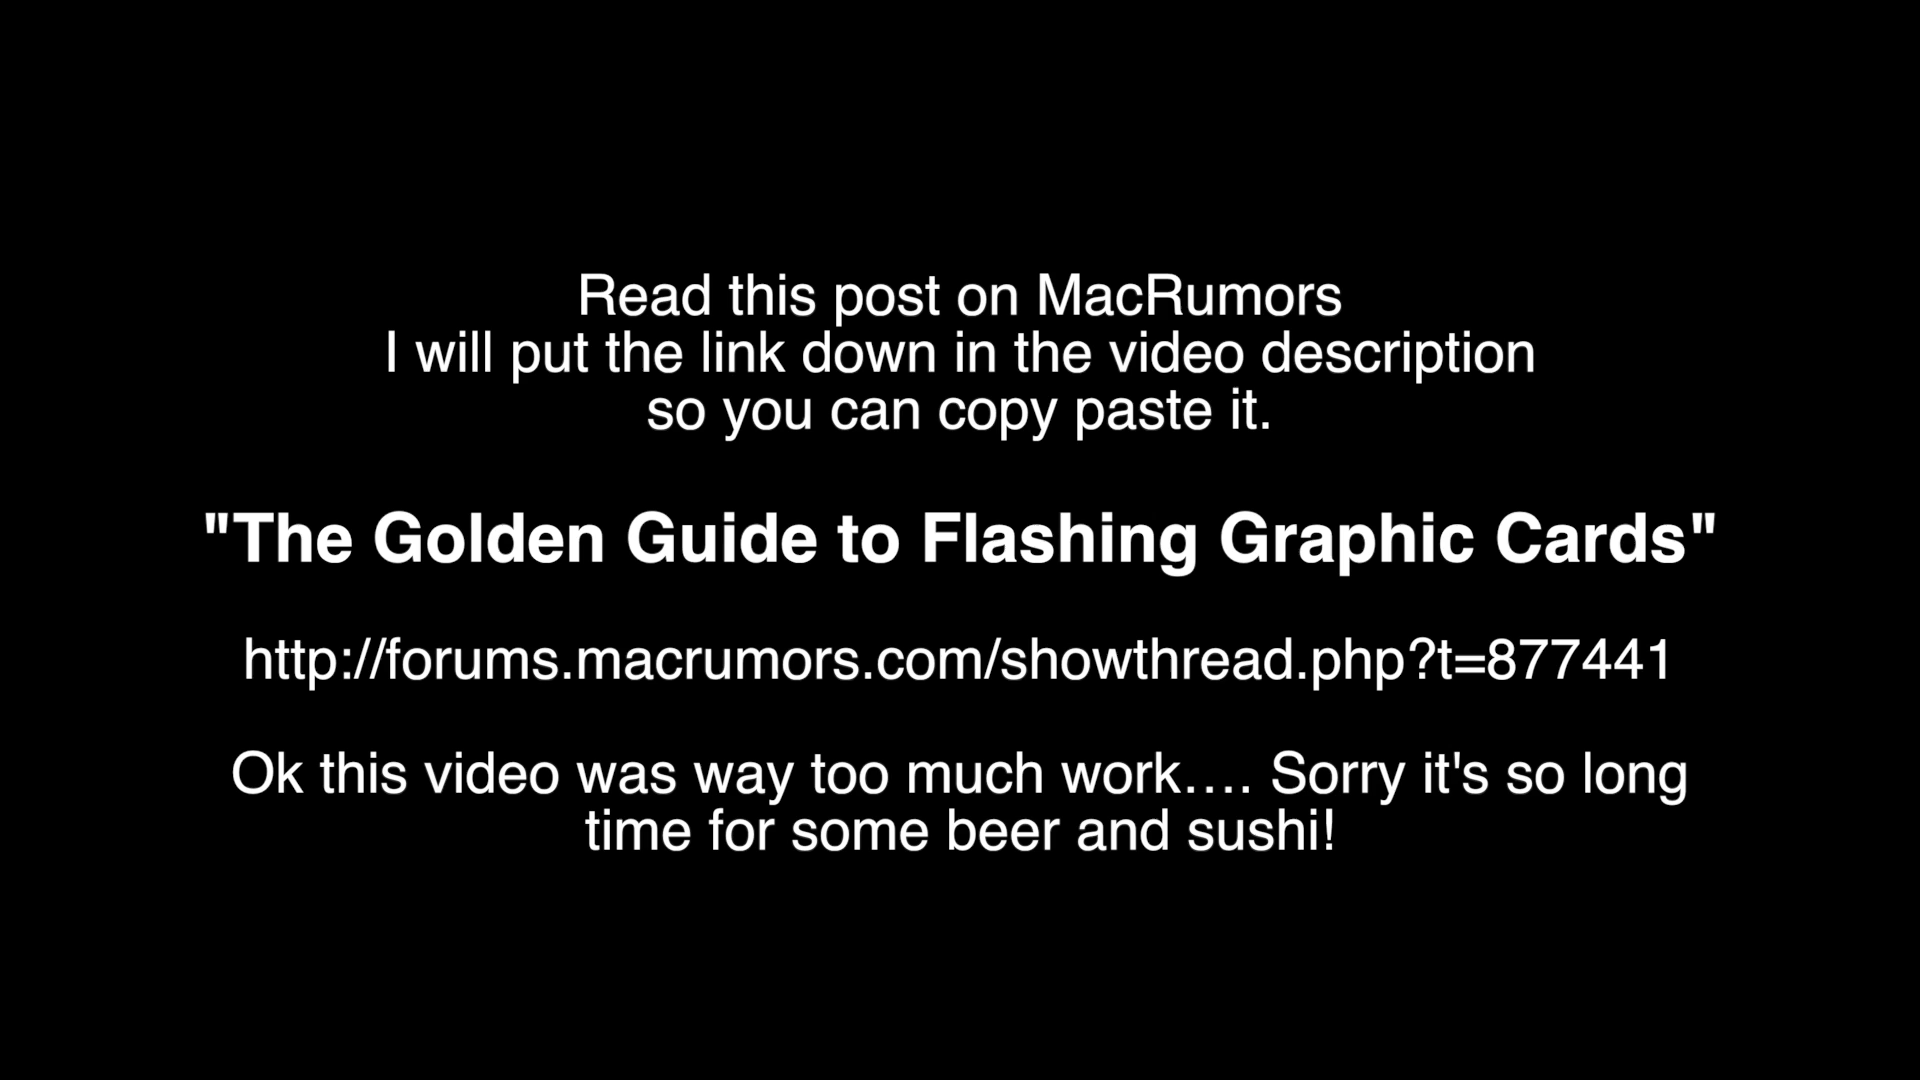 Read this post on MacRumors
I will put the link down in the video description
so you can copy paste it.
"The Golden Guide to Flashing Graphic Cards"
http://forums.macrumors.com/showthread.php?t=877441
Ok this video was way too much work.... Sorry it's so long
time for some beer and sushi!